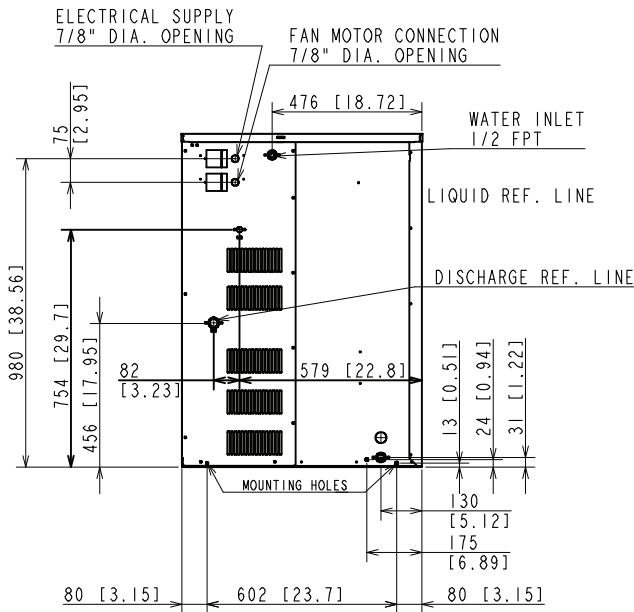 ELECTRICAL SUPPLY
7/8" DIA. OPENING
FAN MOTOR CONNECTION
7/8" DIA. OPENING
476 [18.72]
WATER INLET
1/2 FPT
75
[2.95]
LIQUID REF. LINE
DISCHARGE REF. LINE
980 [38.56]
754 [29.7]
456 [17.95]
82
[3.23]
579 [22.8]
13 [0.51]
24 [0.94]
31 [1.22]
MOUNTING HOLES
130
[5.12]
175
[6.89]
80 [3.15]
602 [23.7]
80 [3.15]